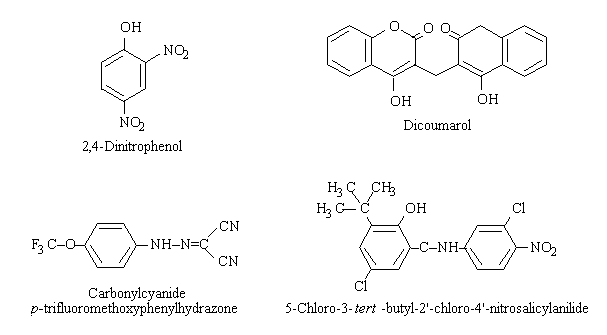 OH
NO2
NO2
2,4-Dinitrophenol
O
O
O
OH
OH
Dicoumarol
F3C-O
NH-N
CN
CN
Carbonylcyanide
p-trifluoromethoxyphenylhydrazone
H3C
CH3
H3C
C
OH
C-NH
Cl
NO2
Cl
5-Chloro-3-tert -butyl-2'-chloro-4'-nitrosalicylanilide